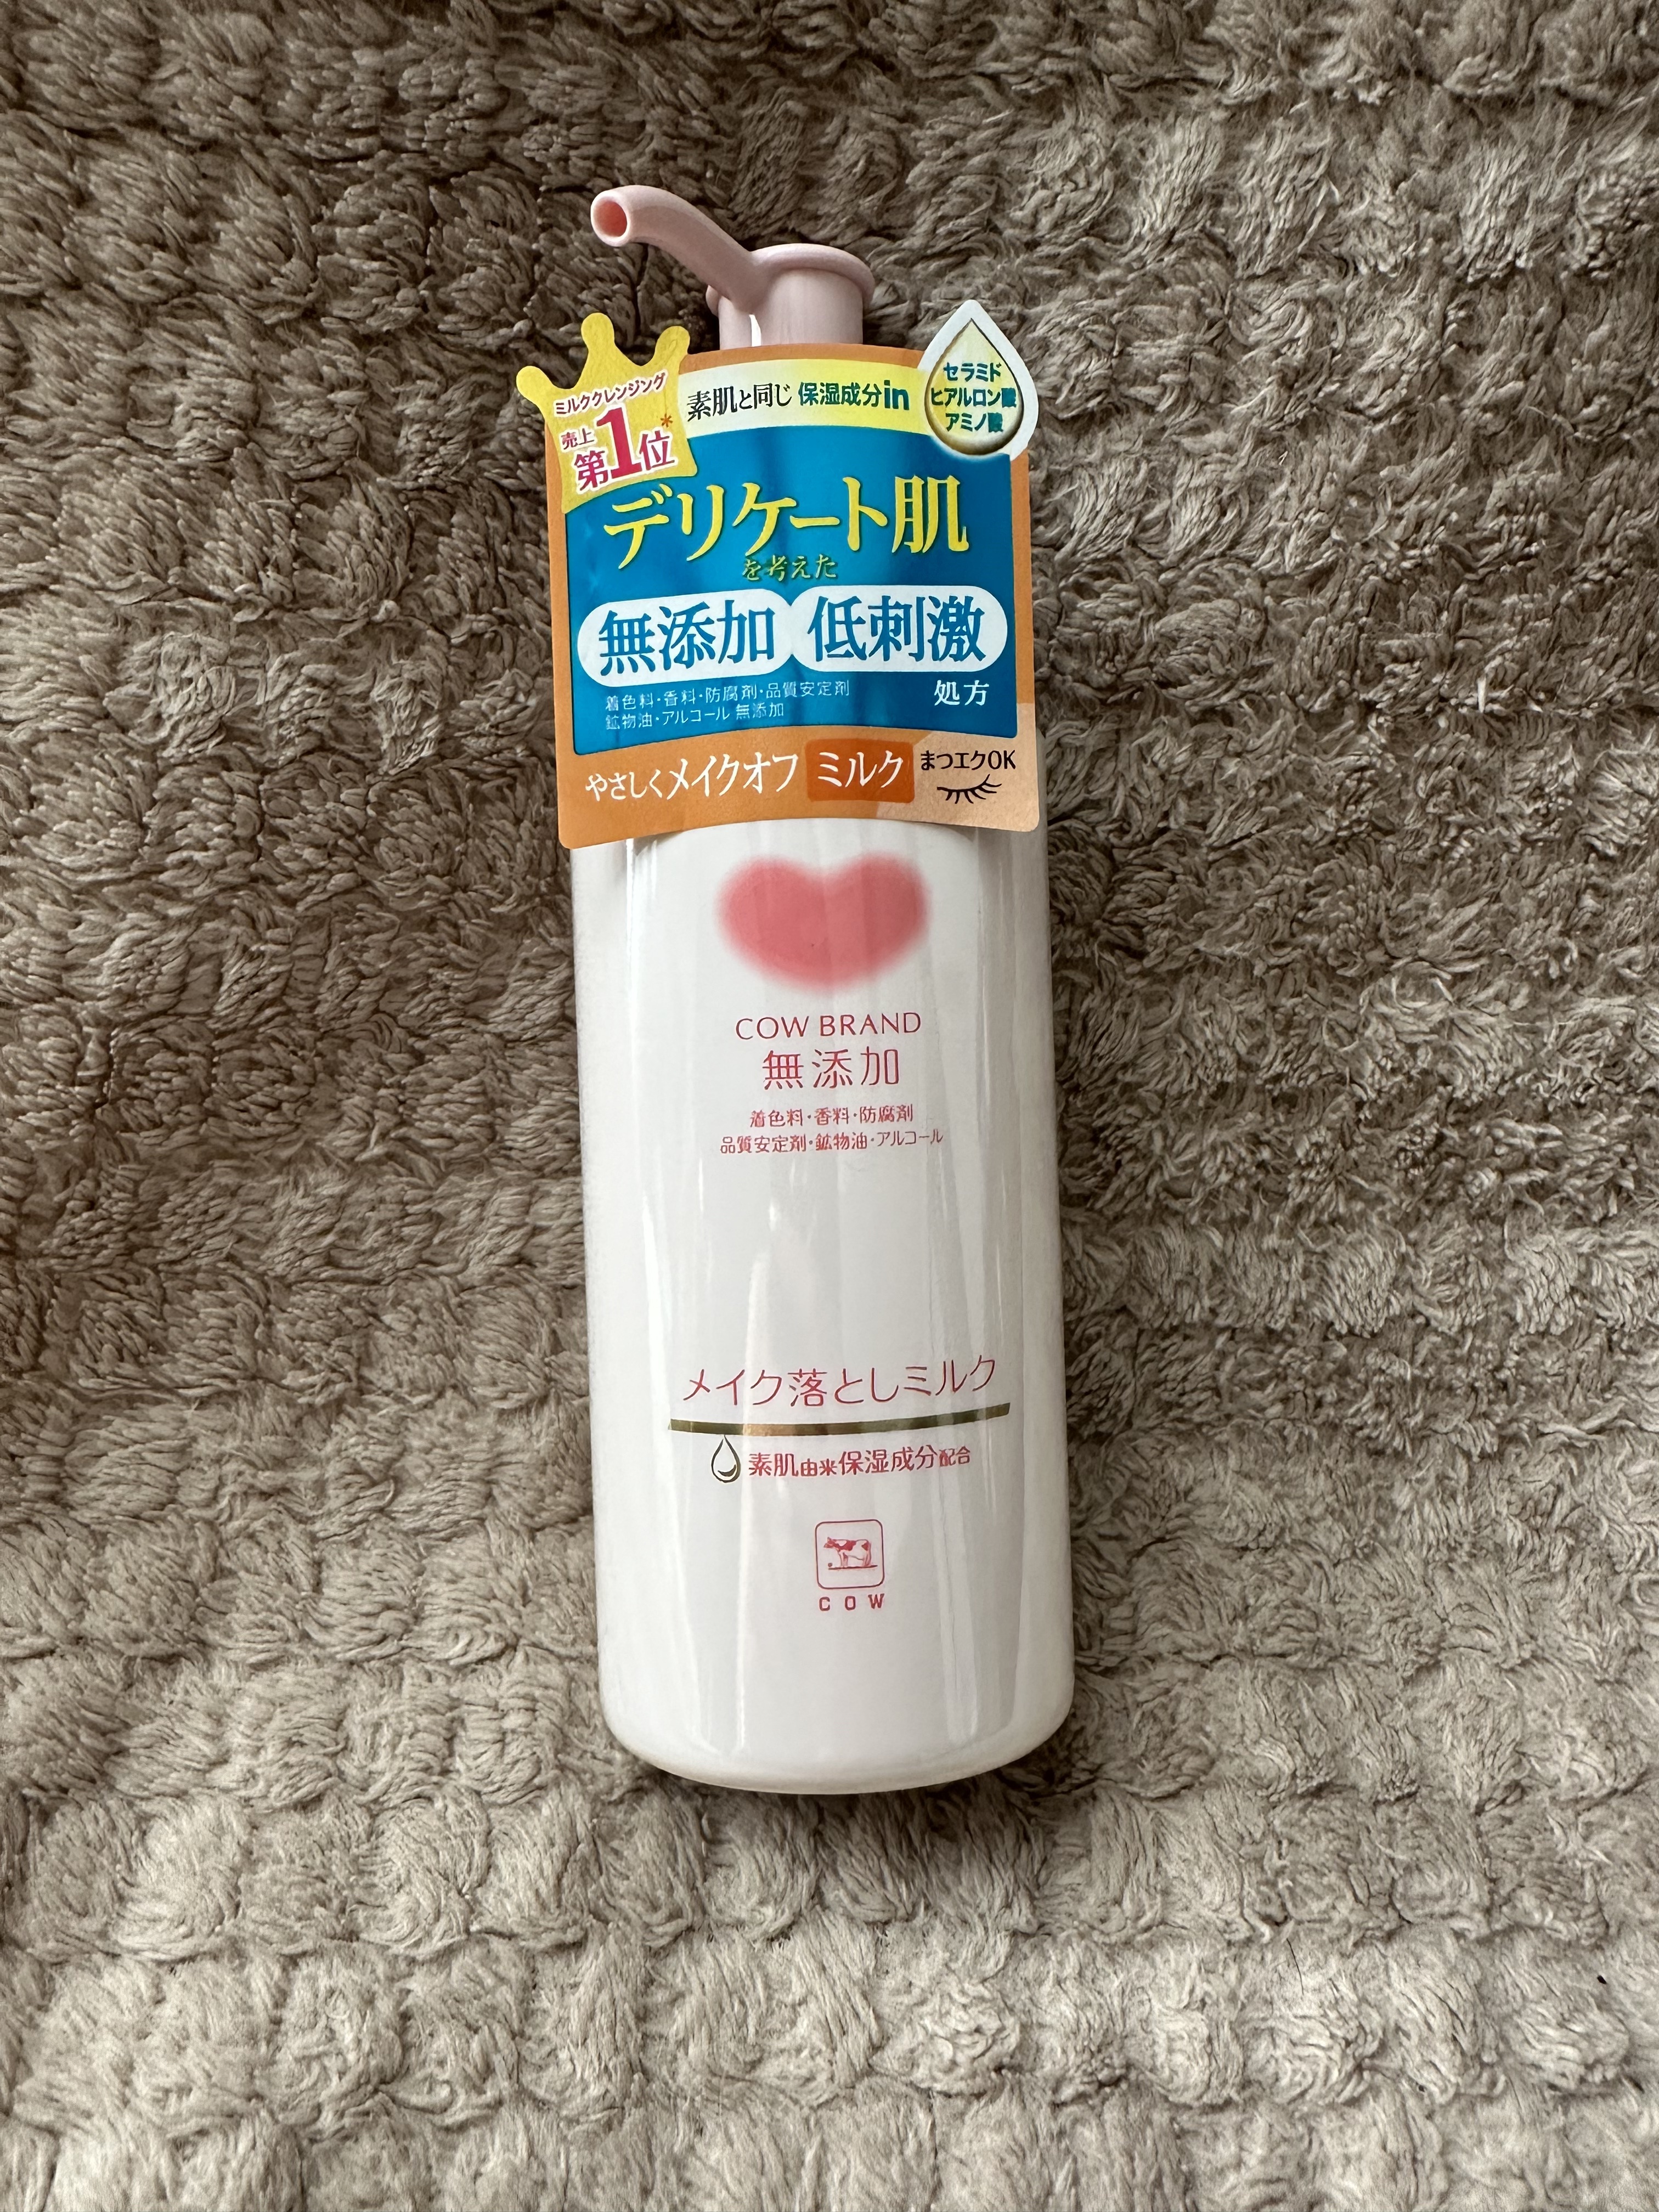 ミルククレンジング
売上
第1位*
素肌と同じ 保湿成分in
セラミド
ヒアルロン酸
アミノ酸
デリケート肌
を考えた
無添加 低刺激
処方
着色料・香料・防腐剤・品質安定剤
鉱物油・アルコール 無添加
やさしくメイクオフ ミルク
まつエクOK
COW BRAND
無添加
着色料・香料・防腐剤
品質安定剤・鉱物油・アルコール
メイク落としミルク
素肌由来保湿成分配合
COW